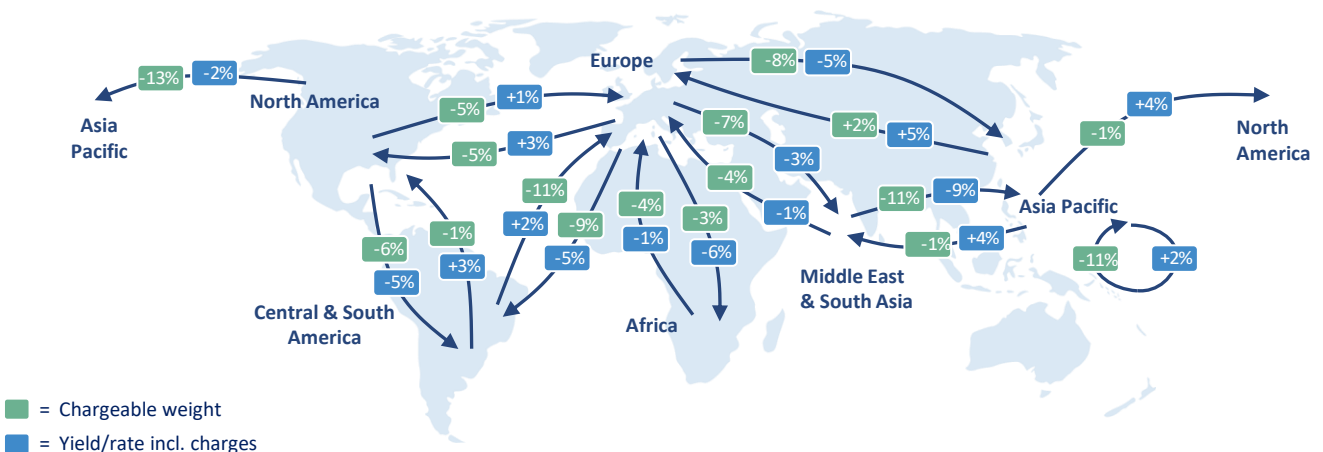 Europe
-8%
-5%
-13%
-2%
North America
Asia
Pacific
-5%
+1%
-5%
+3%
-7%
-3%
+2%
+5%
-1%
+4%
North
America
-4%
-1%
-11%
-9%
Asia Pacific
-1%
+4%
-11%
+2%
Middle East
& South Asia
-11%
+2%
-9%
-5%
-4%
-1%
-3%
-6%
Africa
-6%
-5%
-1%
+3%
Central & South
America
= Chargeable weight
= Yield/rate incl. charges